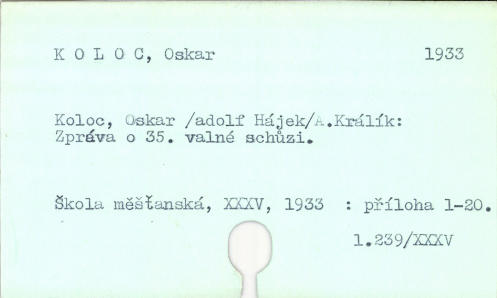 K O L O C, Oskar 1933
Koloc, Oskar /adolf Hájek/A.Králík:
Zpráva o 35. valné schůzi.
Škola měšťanská, XXXV, 1933 : příloha 1-20.
1.239/XXXV